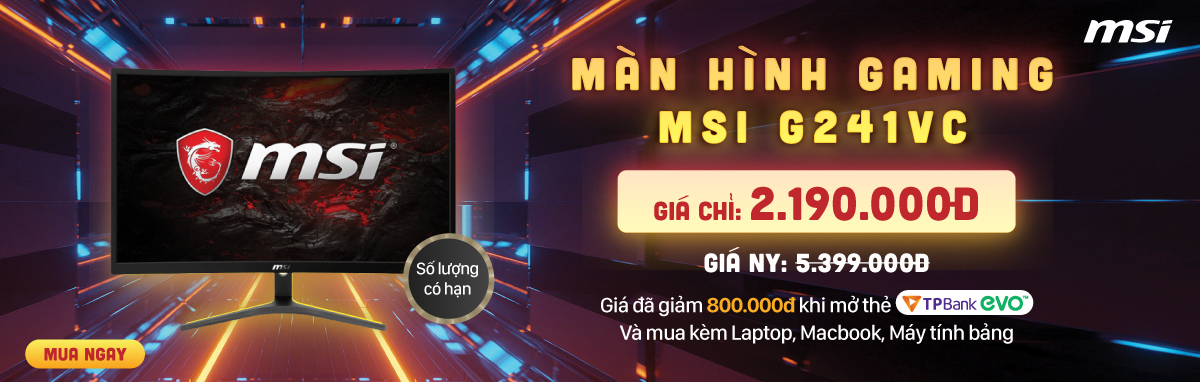 msi
MÀN HÌNH GAMING
MSI G241VC
msi
GIÁ CHỈ: 2.190.000Đ
GIÁ NY: 5.399.000Đ
msi
Số lượng
có hạn
Giá đã giảm 800.000đ khi mở thẻ TPBank evo™
Và mua kèm Laptop, Macbook, Máy tính bảng
MUA NGAY